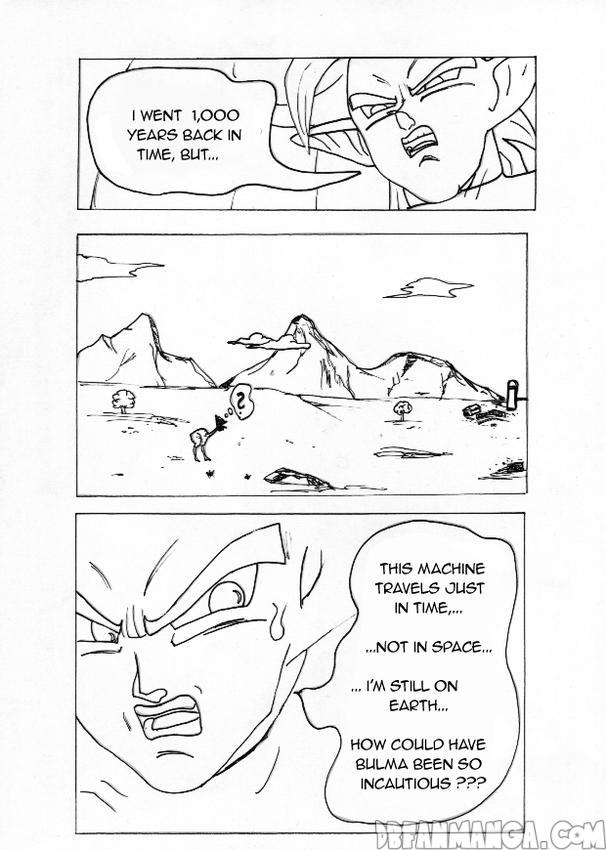 I WENT 1,000
YEARS BACK IN
TIME, BUT...
?
THIS MACHINE
TRAVELS JUST
IN TIME,...
...NOT IN SPACE...
... I'M STILL ON
EARTH...
HOW COULD HAVE
BULMA BEEN SO
INCAUTIOUS ???
DBFANMANGA.COM